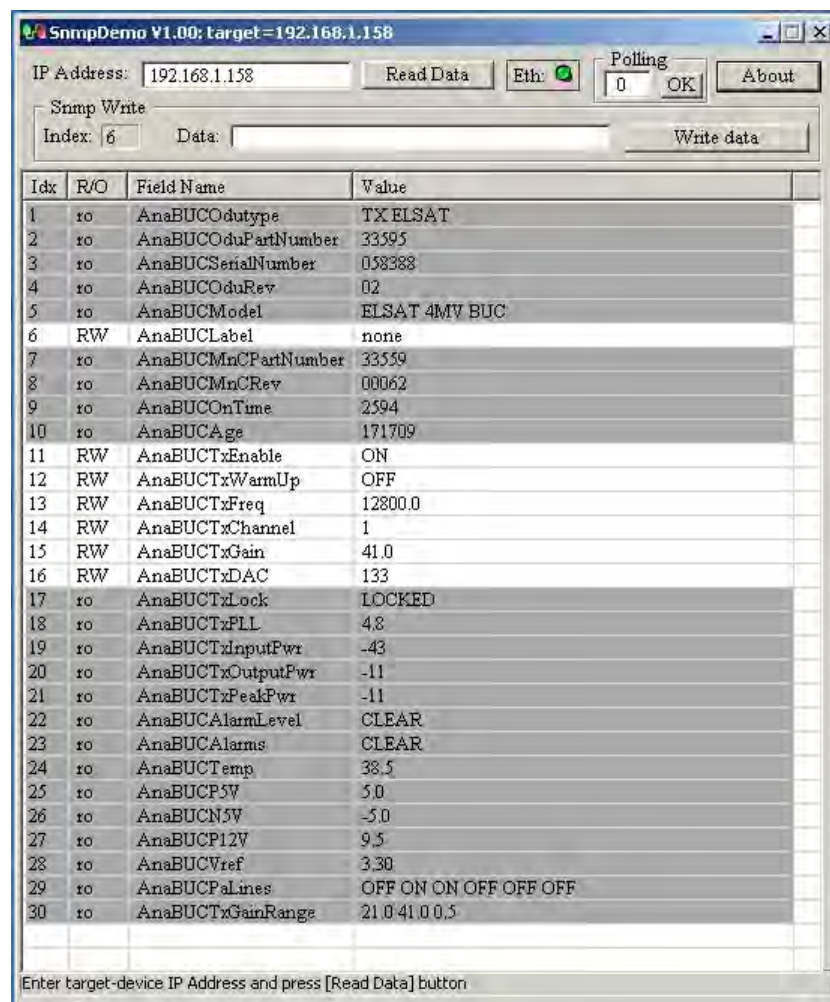 SnmpDemo V1.00: target=192.168.1.158
IP Address: 192.168.1.158 Read Data Eth: Polling 0 OK About
Snmp Write
Index: 6 Data: Write data
Idx R/O Field Name Value
1 ro AnaBUCOdutype TX ELSAT
2 ro AnaBUCOduPartNumber 33595
3 ro AnaBUCSerialNumber 058388
4 ro AnaBUCOduRev 02
5 ro AnaBUCModel ELSAT 4MV BUC
6 RW AnaBUCLabel none
7 ro AnaBUCMnCPartNumber 33559
8 ro AnaBUCMnCRev 00062
9 ro AnaBUCOnTime 2594
10 ro AnaBUCAge 171709
11 RW AnaBUCTxEnable ON
12 RW AnaBUCTxWarmUp OFF
13 RW AnaBUCTxFreq 12800.0
14 RW AnaBUCTxChannel 1
15 RW AnaBUCTxGain 41.0
16 RW AnaBUCTxDAC 133
17 ro AnaBUCTxLock LOCKED
18 ro AnaBUCTxPLL 4.8
19 ro AnaBUCTxInputPwr -43
20 ro AnaBUCTxOutputPwr -11
21 ro AnaBUCTxPeakPwr -11
22 ro AnaBUCAlarmLevel CLEAR
23 ro AnaBUCAlarms CLEAR
24 ro AnaBUCTemp 38.5
25 ro AnaBUCP5V 5.0
26 ro AnaBUCN5V -5.0
27 ro AnaBUCP12V 9.5
28 ro AnaBUCVref 3.30
29 ro AnaBUCPaLines OFF ON ON OFF OFF OFF
30 ro AnaBUCTxGainRange 21.0 41.0 0.5
Enter target-device IP Address and press [Read Data] button